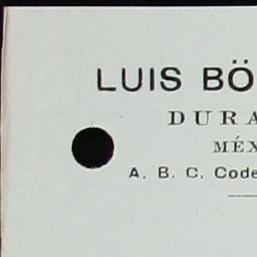 LUIS BÖ
DURA
MÉX
A. B. C. Code